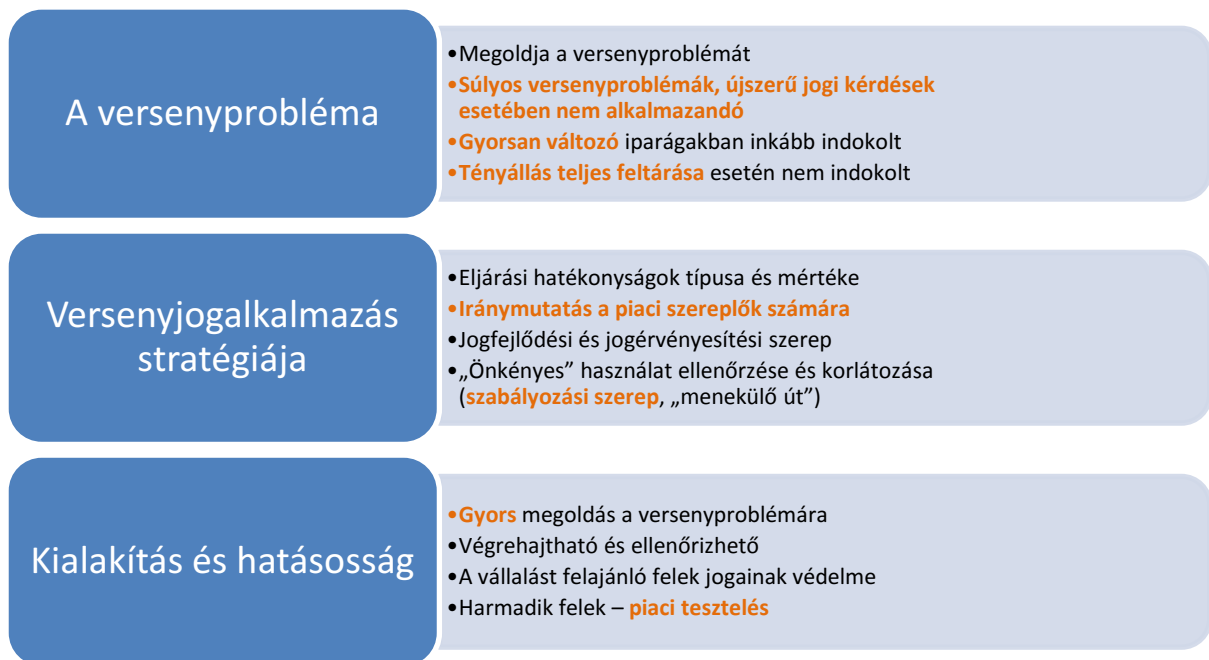 A versenyprobléma
•Megoldja a versenyproblémát
•Súlyos versenyproblémák, újszerű jogi kérdések
esetében nem alkalmazandó
•Gyorsan változó iparágakban inkább indokolt
•Tényállás teljes feltárása esetén nem indokolt
Versenyjogalkalmazás
stratégiája
•Eljárási hatékonyságok típusa és mértéke
•Iránymutatás a piaci szereplők számára
•Jogfejlődési és jogérvényesítési szerep
•„Önkényes” használat ellenőrzése és korlátozása
(szabályozási szerep, „menekülő út”)
Kialakítás és hatásosság
•Gyors megoldás a versenyproblémára
•Végrehajtható és ellenőrizhető
•A vállalást felajánló felek jogainak védelme
•Harmadik felek – piaci tesztelés